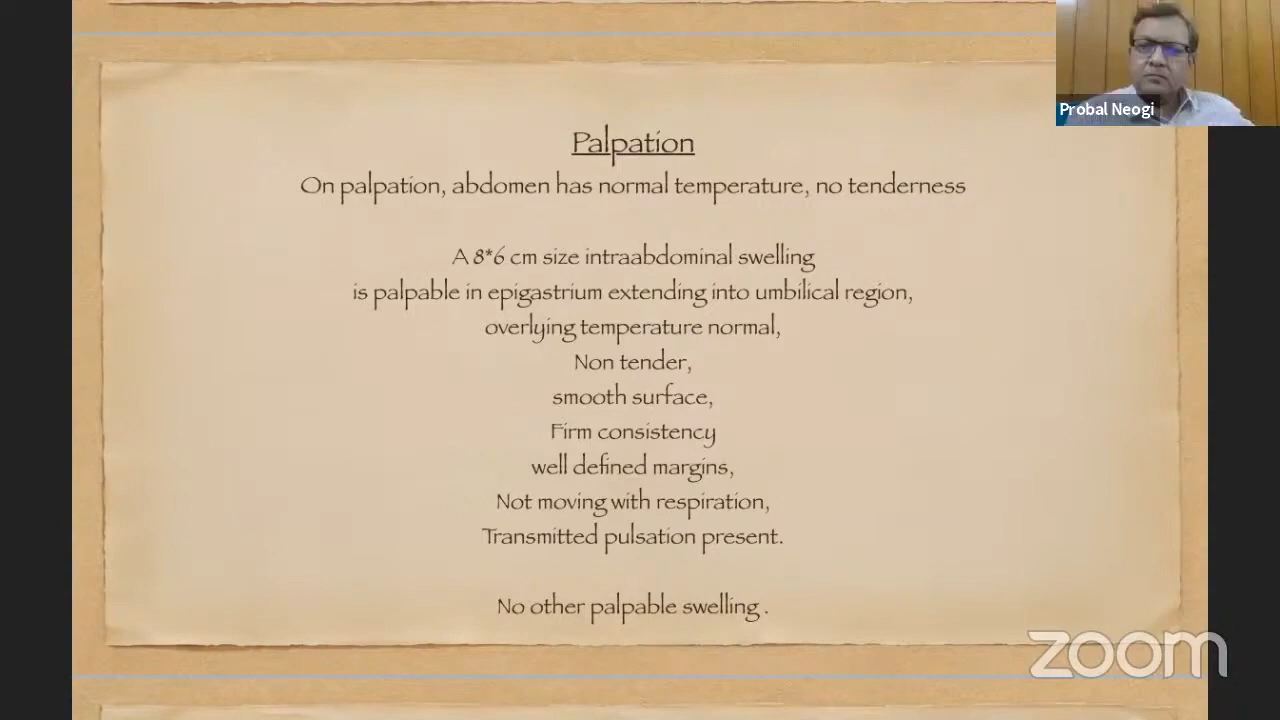 Probal Neogi
Palpation
On palpation, abdomen has normal temperature, no tenderness
A 8*6 cm size intraabdominal swelling
is palpable in epigastrium extending into umbilical region,
overlying temperature normal,
Non tender,
smooth surface,
Firm consistency
well defined margins,
Not moving with respiration,
Transmitted pulsation present.
No other palpable swelling .
zoom